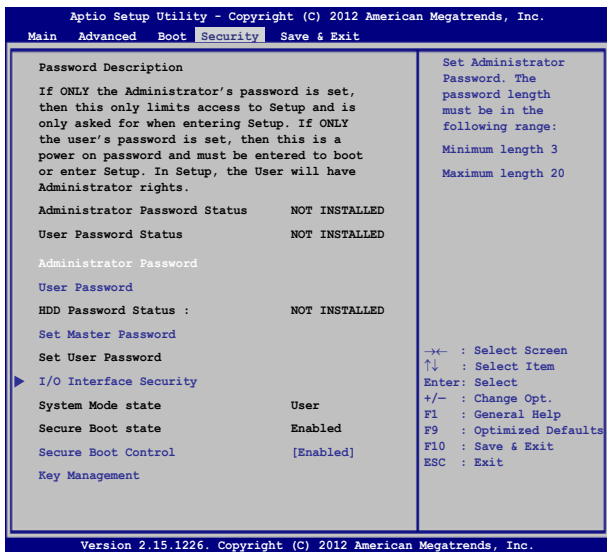 Aptio Setup Utility - Copyright (C) 2012 American Megatrends, Inc.
Main Advanced Boot Security Save & Exit
Password Description
If ONLY the Administrator's password is set,
then this only limits access to Setup and is
only asked for when entering Setup. If ONLY
the user's password is set, then this is a
power on password and must be entered to boot
or enter Setup. In Setup, the User will have
Administrator rights.
Administrator Password Status NOT INSTALLED
User Password Status NOT INSTALLED
Administrator Password
User Password
HDD Password Status : NOT INSTALLED
Set Master Password
Set User Password
I/O Interface Security
System Mode state User
Secure Boot state Enabled
Secure Boot Control [Enabled]
Key Management
Set Administrator
Password. The
password length
must be in the
following range:
Minimum length 3
Maximum length 20
→← : Select Screen
↑↓ : Select Item
Enter: Select
+/— : Change Opt.
F1 : General Help
F9 : Optimized Defaults
F10 : Save & Exit
ESC : Exit
Version 2.15.1226. Copyright (C) 2012 American Megatrends, Inc.